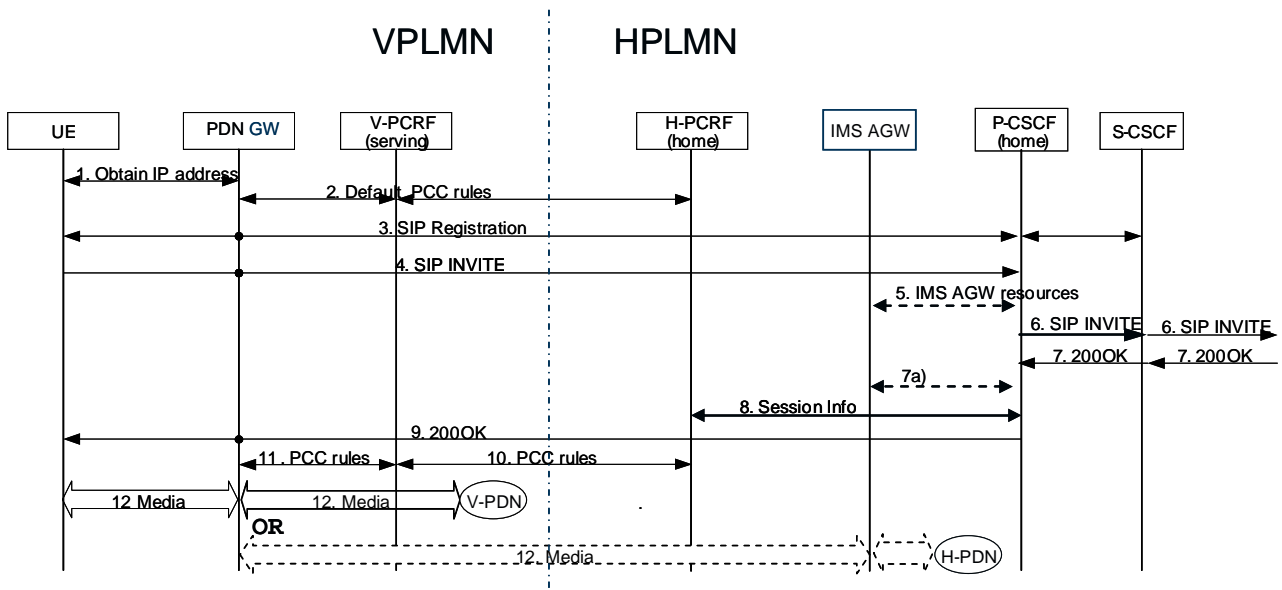 VPLMN HPLMN
UE
PDN GW
V-PCRF
(serving)
H-PCRF
(home)
IMS AGW
P-CSCF
(home)
S-CSCF
1. Obtain IP address
2. Default PCC rules
3. SIP Registration
4. SIP INVITE
5. IMS AGW resources
6. SIP INVITE
6. SIP INVITE
7. 200OK
7. 200OK
7a)
8. Session Info
9. 200OK
11. PCC rules
10. PCC rules
12 Media
12. Media
V-PDN
OR
12. Media
H-PDN